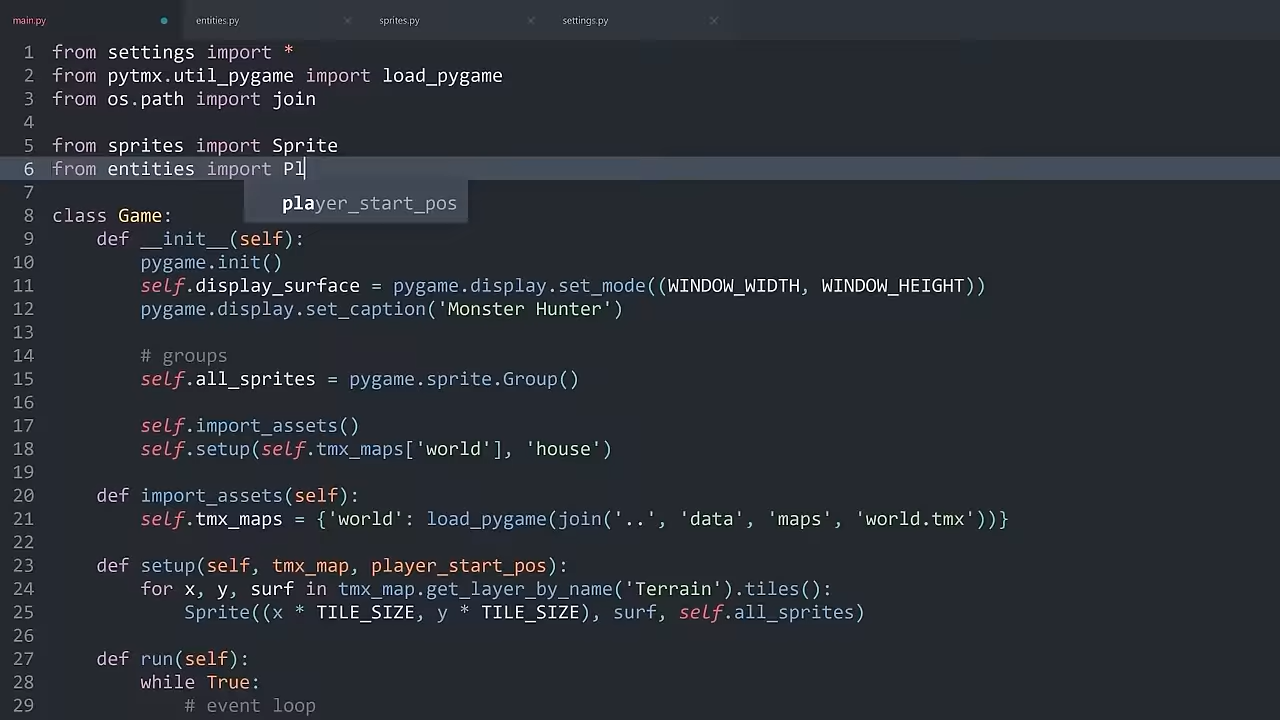 main.py entities.py sprites.py settings.py
1 from settings import *
2 from pytmx.util_pygame import load_pygame
3 from os.path import join
4
5 from sprites import Sprite
6 from entities import Pl
7
player_start_pos
8 class Game:
9     def __init__(self):
10         pygame.init()
11         self.display_surface = pygame.display.set_mode((WINDOW_WIDTH, WINDOW_HEIGHT))
12         pygame.display.set_caption('Monster Hunter')
13
14         # groups
15         self.all_sprites = pygame.sprite.Group()
16
17         self.import_assets()
18         self.setup(self.tmx_maps['world'], 'house')
19
20     def import_assets(self):
21         self.tmx_maps = {'world': load_pygame(join('..', 'data', 'maps', 'world.tmx'))}
22
23     def setup(self, tmx_map, player_start_pos):
24         for x, y, surf in tmx_map.get_layer_by_name('Terrain').tiles():
25             Sprite((x * TILE_SIZE, y * TILE_SIZE), surf, self.all_sprites)
26
27     def run(self):
28         while True:
29             # event loop